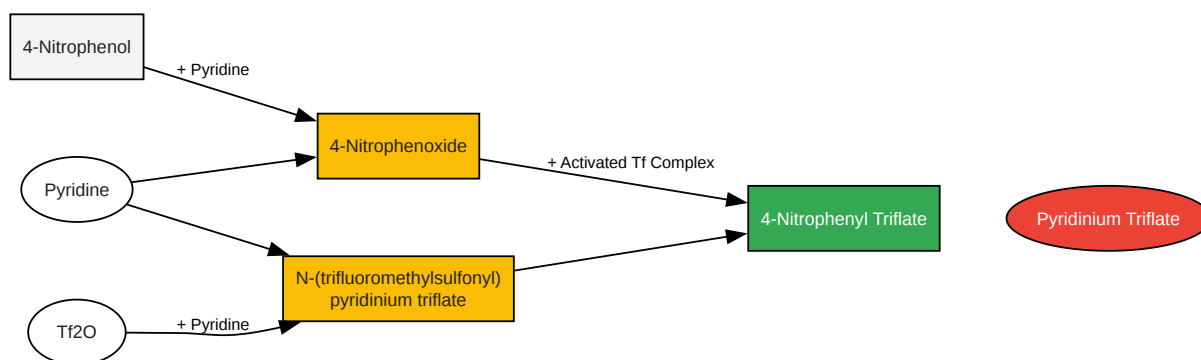 4-Nitrophenol
+ Pyridine
4-Nitrophenoxide
+ Activated Tf Complex
Pyridine
4-Nitrophenyl Triflate
Pyridinium Triflate
N-(trifluoromethylsulfonyl)
pyridinium triflate
+ Pyridine
Tf2O